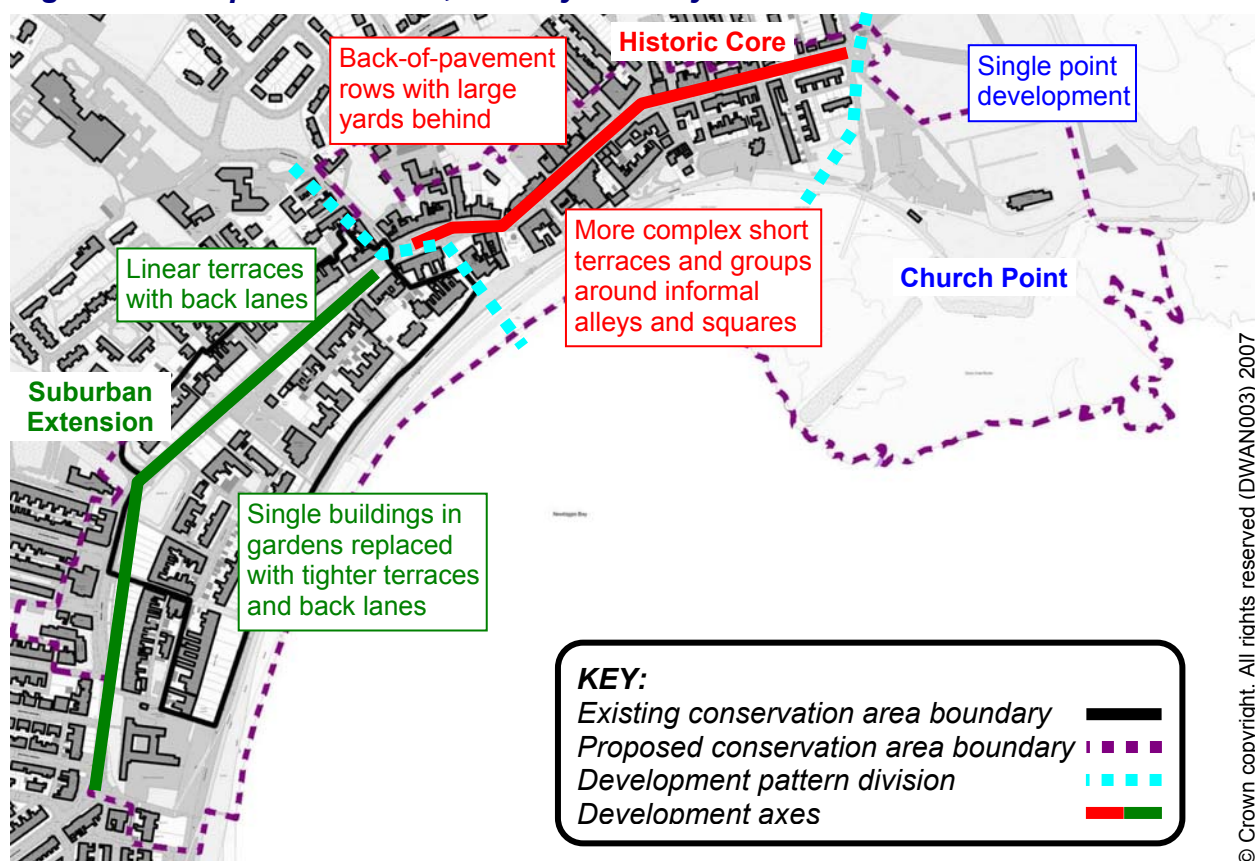 Historic Core
Back-of-pavement
rows with large
yards behind
Single point
development
Linear terraces
with back lanes
More complex short
terraces and groups
around informal
alleys and squares
Church Point
Suburban
Extension
Single buildings in
gardens replaced
with tighter terraces
and back lanes
KEY:
Existing conservation area boundary
Proposed conservation area boundary
Development pattern division
Development axes
© Crown copyright. All rights reserved (DWAN003) 2007